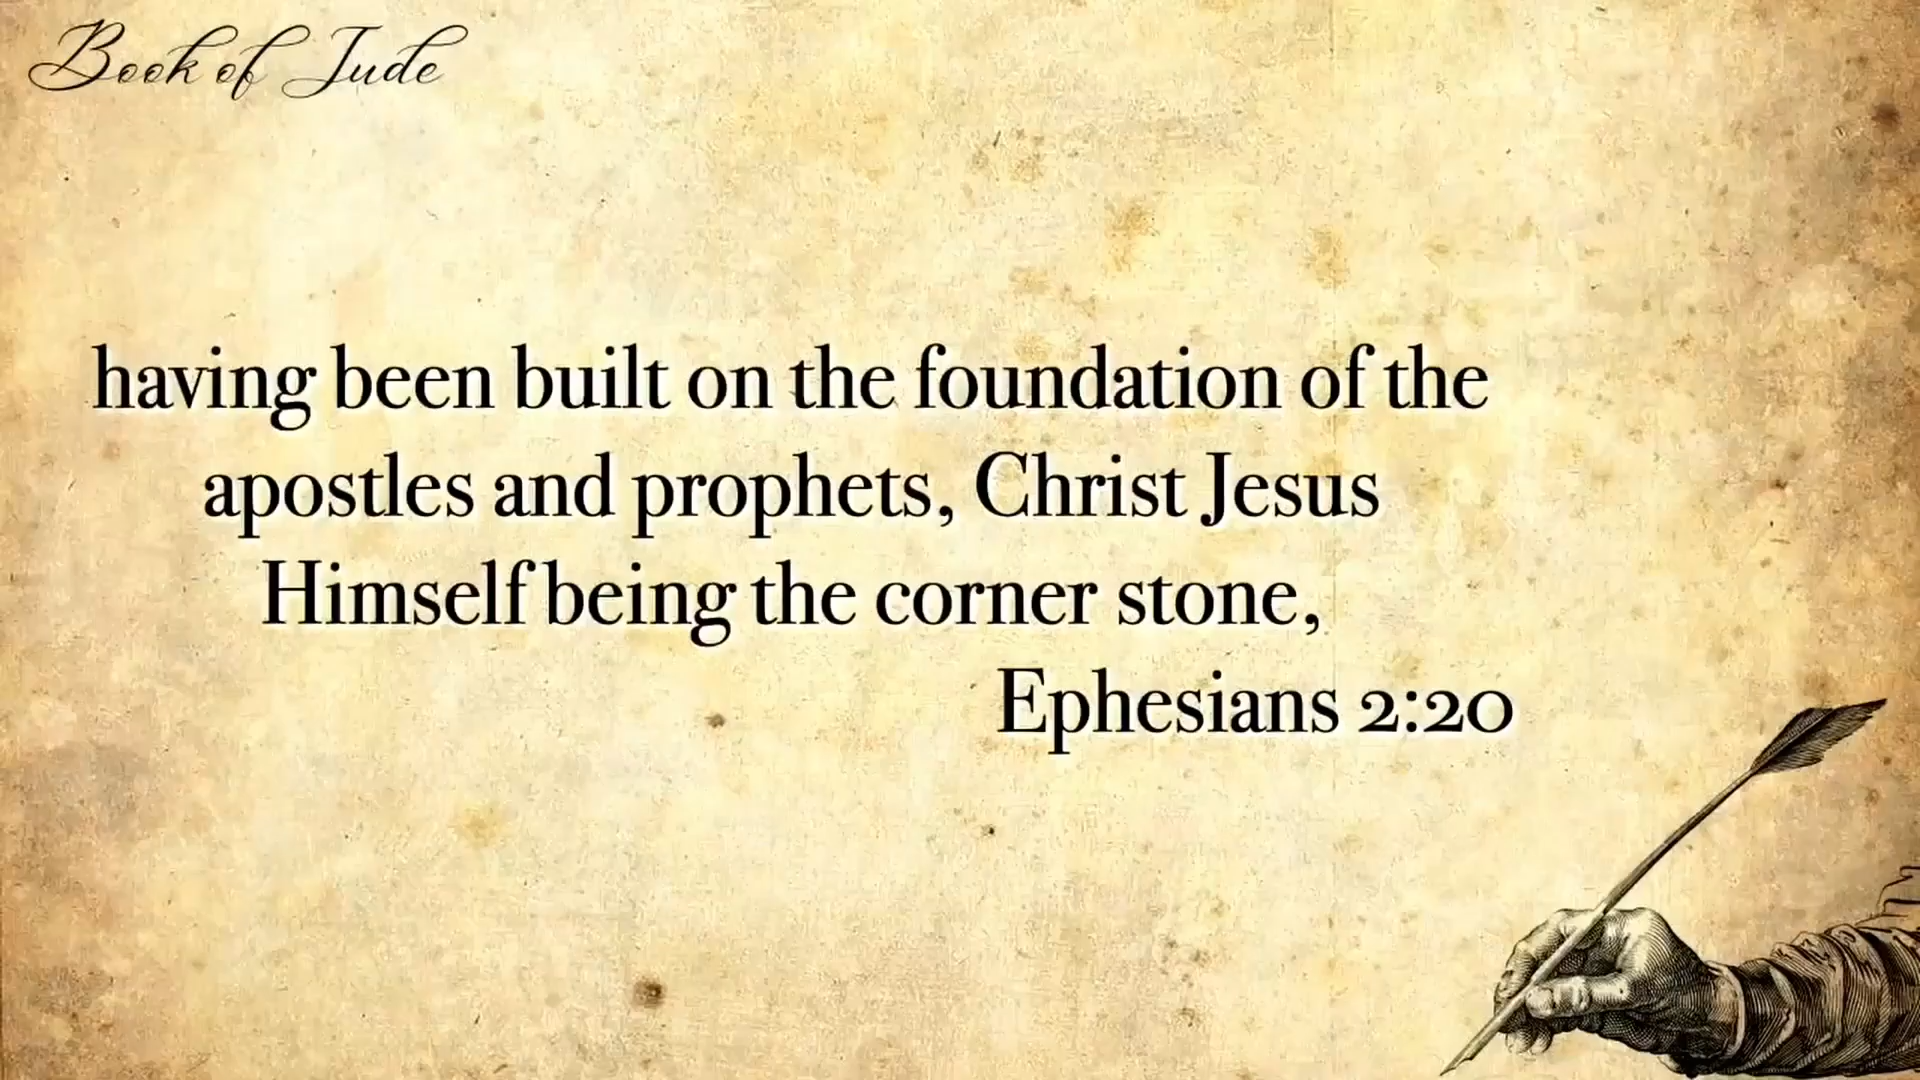 Book of Jude
having been built on the foundation of the
apostles and prophets, Christ Jesus
Himself being the corner stone,
Ephesians 2:20